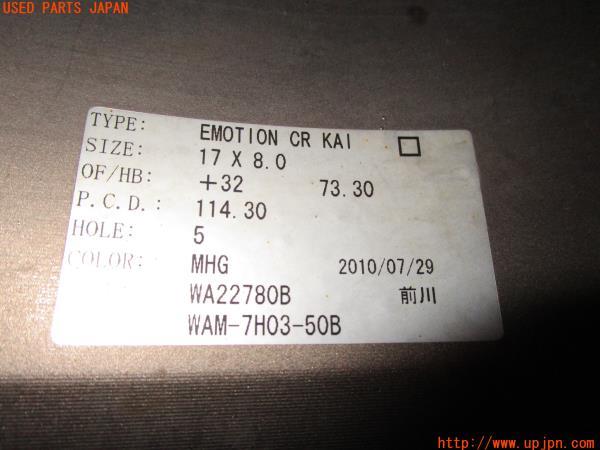 USED PARTS JAPAN
TYPE: EMOTION CR KAI □
SIZE: 17 X 8.0
OF/HB: +32 73.30
P.C.D.: 114.30
HOLE: 5
COLOR: MHG 2010/07/29
WA22780B 前川
WAM-7H03-50B
http://www.upjpn.com/